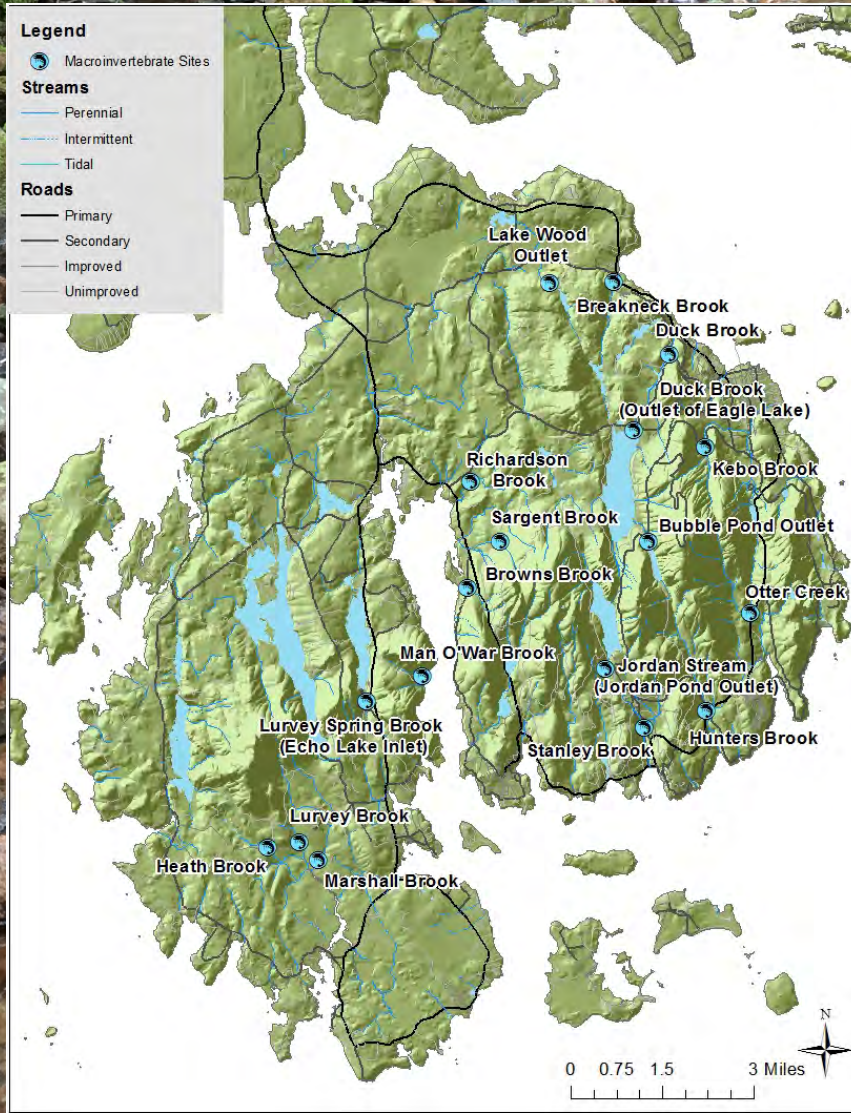 Legend
Macroinvertebrate Sites
Streams
Perennial
Intermittent
Tidal
Roads
Primary
Secondary
Improved
Unimproved
Lake Wood
Outlet
Breakneck Brook
Duck Brook
Duck Brook
(Outlet of Eagle Lake)
Kebo Brook
Richardson
Brook
Sargent Brook
Bubble Pond Outlet
Browns Brook
Otter Creek
Man O'War Brook
Jordan Stream
(Jordan Pond Outlet)
Lurvey Spring Brook
(Echo Lake Inlet)
Stanley Brook
Hunters Brook
Lurvey Brook
Heath Brook
Marshall Brook
N
0 0.75 1.5 3 Miles